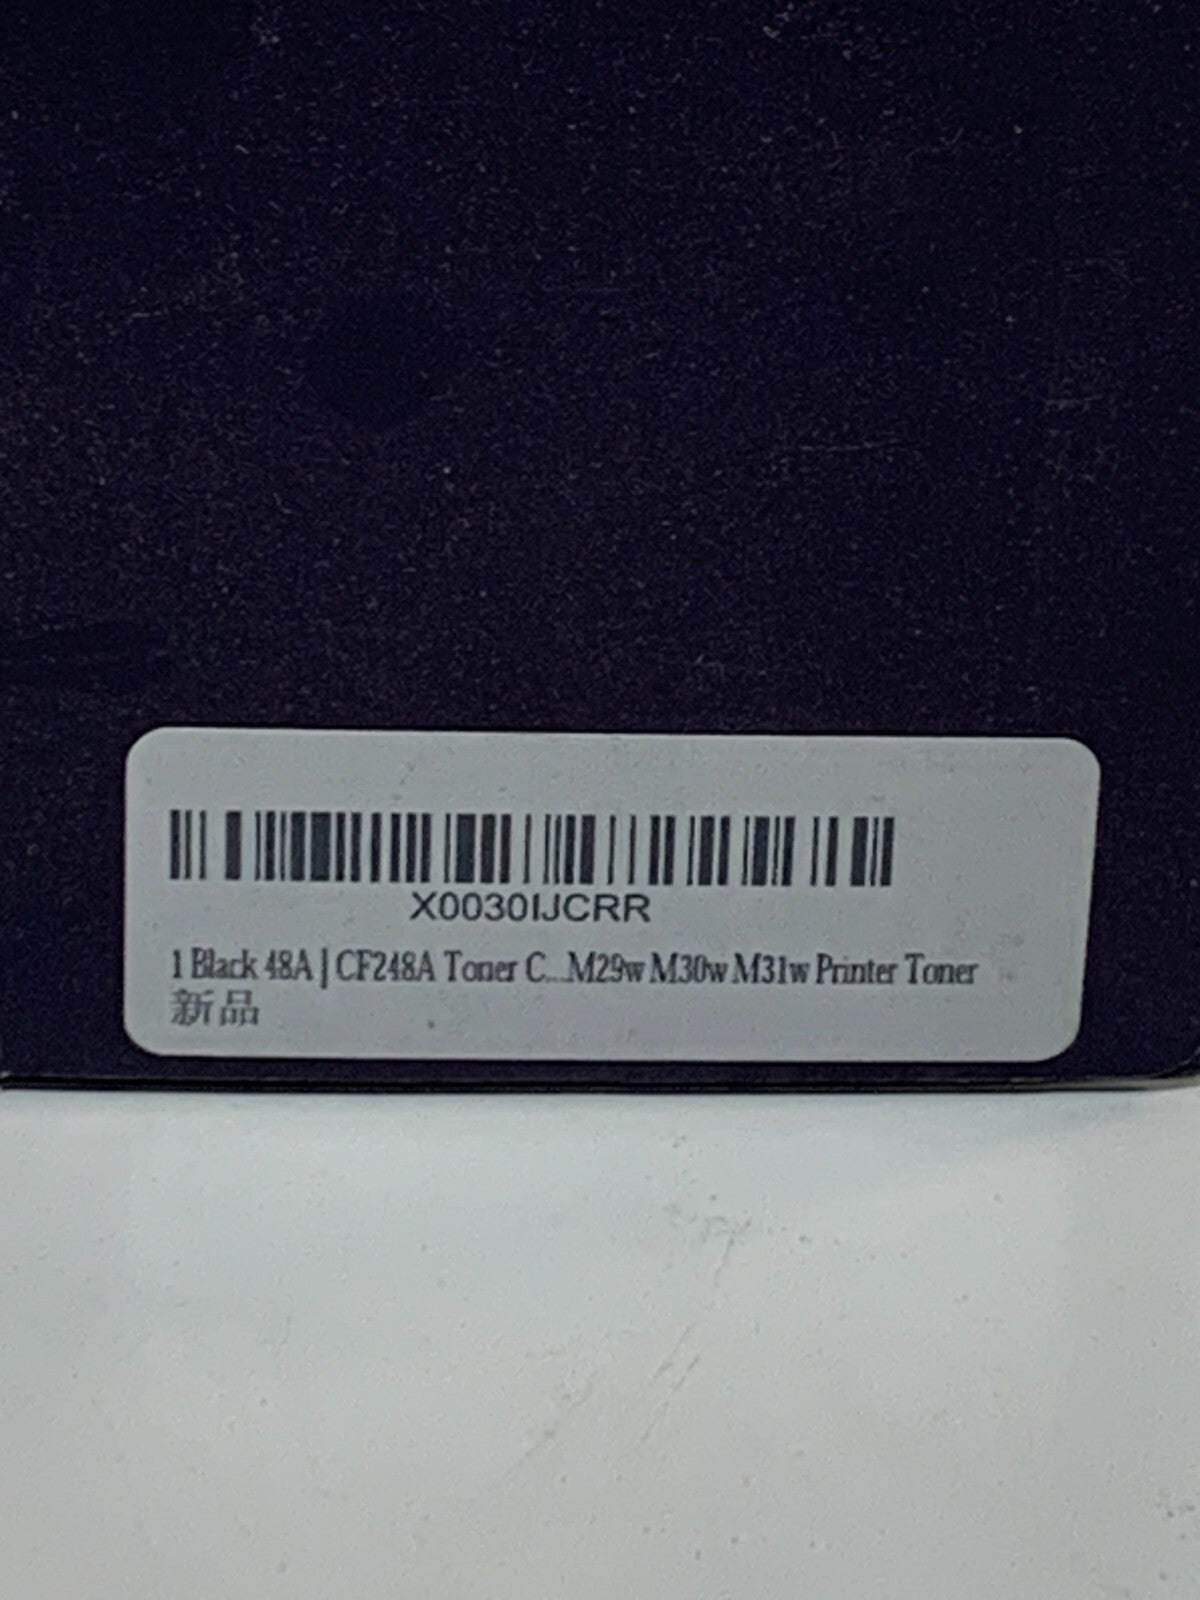 X0030IJCRR
1 Black 48A | CF248A Toner C...M29w M30w M31w Printer Toner
新品